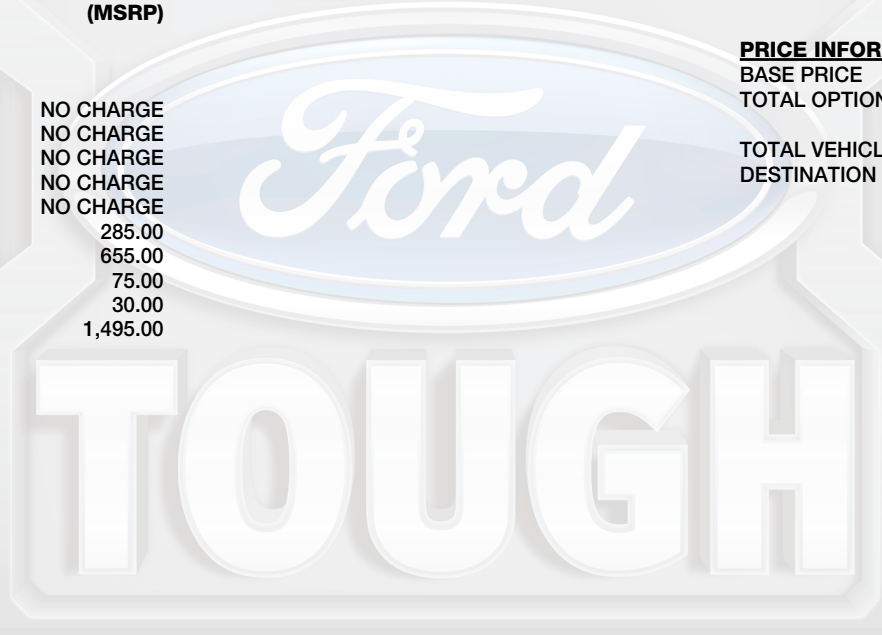 (MSRP)
NO CHARGE
NO CHARGE
NO CHARGE
NO CHARGE
NO CHARGE
285.00
655.00
75.00
30.00
1,495.00
PRICE INFOR
BASE PRICE
TOTAL OPTION
TOTAL VEHICL
DESTINATION
Ford
TOUGH